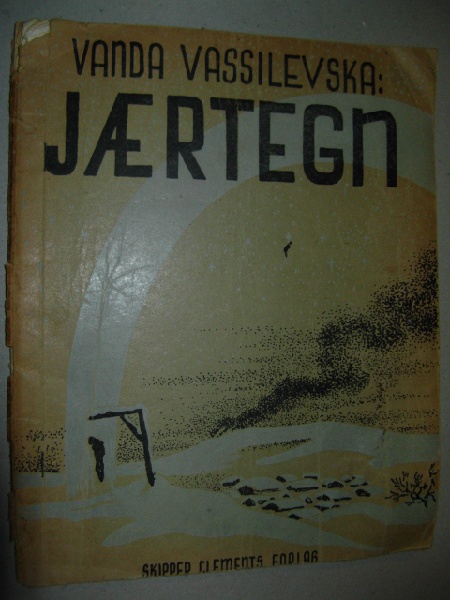 VANDA VASSILEVSKA:
JÆRTEGN
SKIPPER CLEMENTS FORLAG